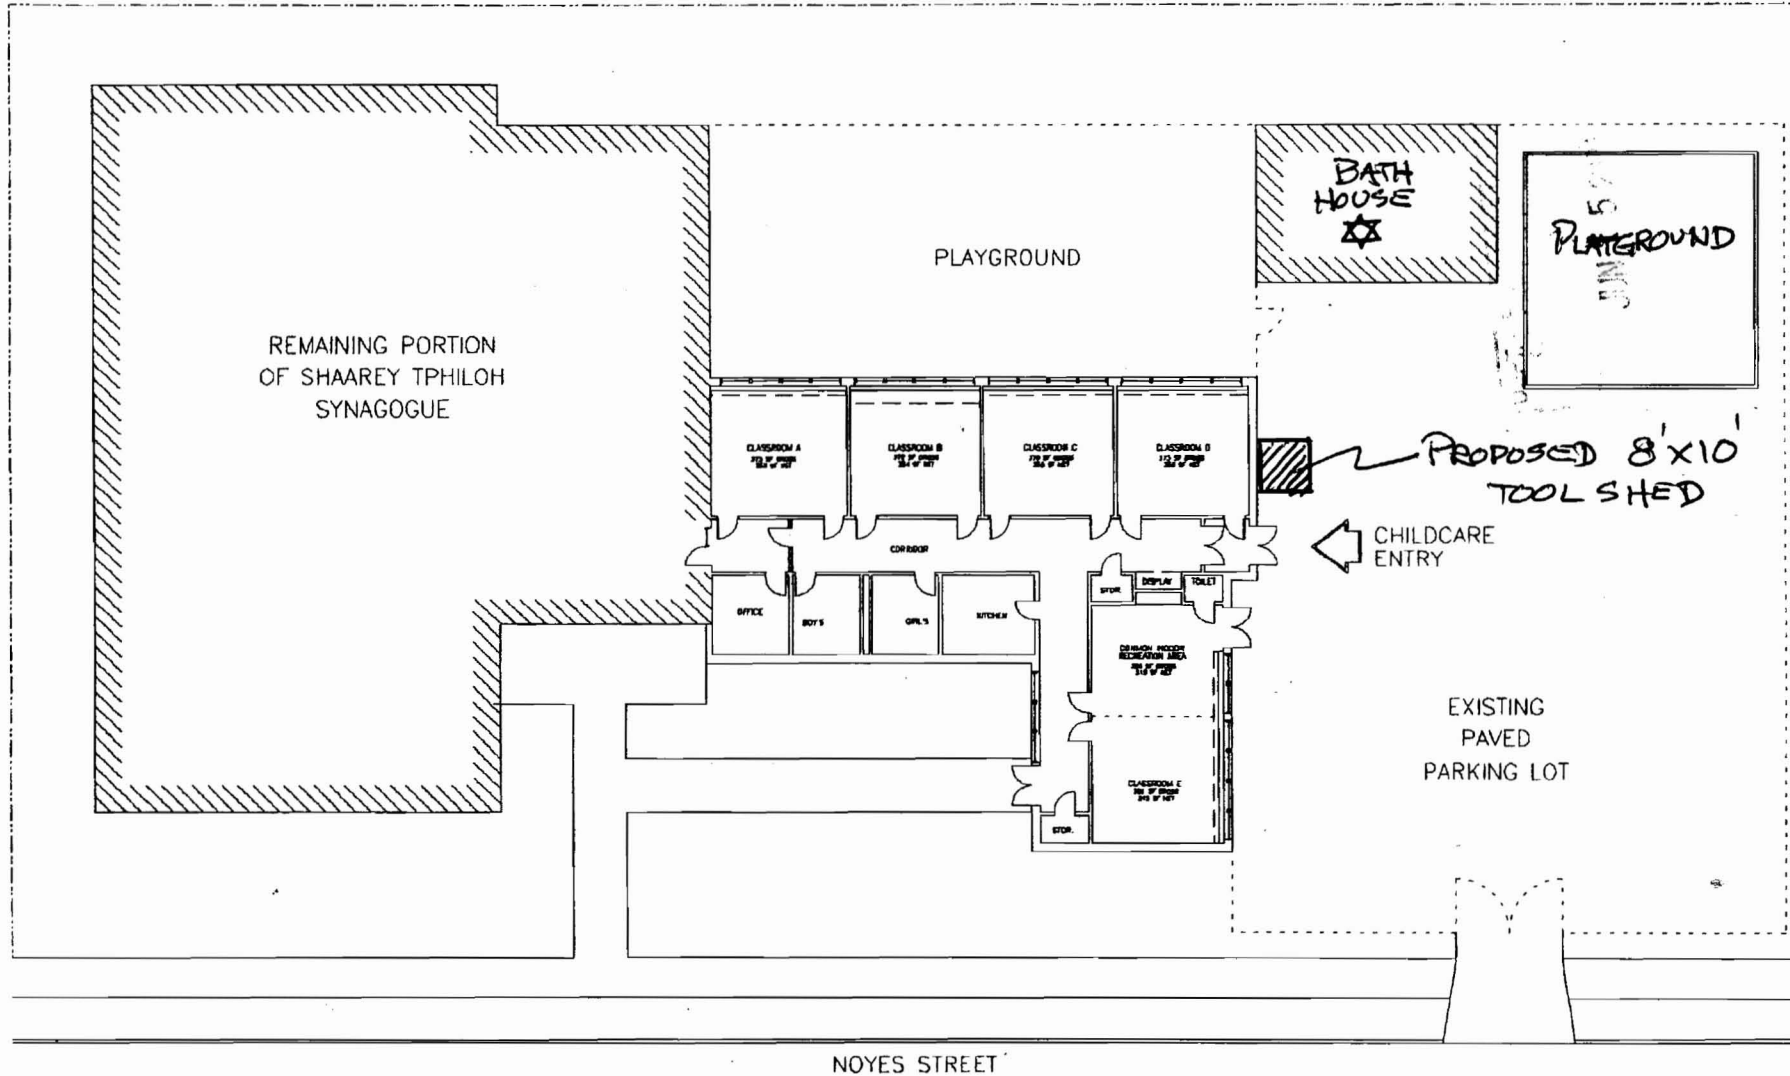 BATH
HOUSE
PLAYGROUND
PLAYGROUND
JUN 5
REMAINING PORTION
OF SHAAREY TPHILOH
SYNAGOGUE
CLASSROOM A
CLASSROOM B
CLASSROOM C
CLASSROOM D
PROPOSED 8'X10'
TOOL SHED
CHILDCARE
ENTRY
CORRIDOR
STOR.
DISPLAY
TOILET
OFFICE
BOY'S
GIRL'S
KITCHEN
COMMON INDOOR
RECREATION AREA
EXISTING
PAVED
PARKING LOT
CLASSROOM E
STOR.
NOYES STREET